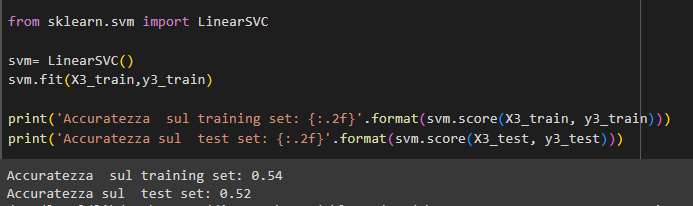 from sklearn.svm import LinearSVC
svm= LinearSVC()
svm.fit(X3_train,y3_train)
print('Accuratezza  sul training set: {:.2f}'.format(svm.score(X3_train, y3_train)))
print('Accuratezza sul  test set: {:.2f}'.format(svm.score(X3_test, y3_test)))
Accuratezza  sul training set: 0.54
Accuratezza sul  test set: 0.52